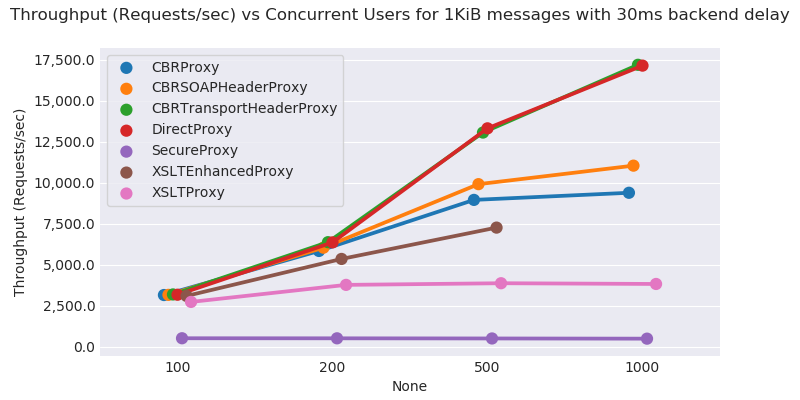 Throughput (Requests/sec) vs Concurrent Users for 1KiB messages with 30ms backend delay
17,500.0
15,000.0
12,500.0
10,000.0
7,500.0
5,000.0
2,500.0
0.0
Throughput (Requests/sec)
CBRProxy
CBRSOAPHeaderProxy
CBRTransportHeaderProxy
DirectProxy
SecureProxy
XSLTEnhancedProxy
XSLTProxy
100 200 500 1000
None